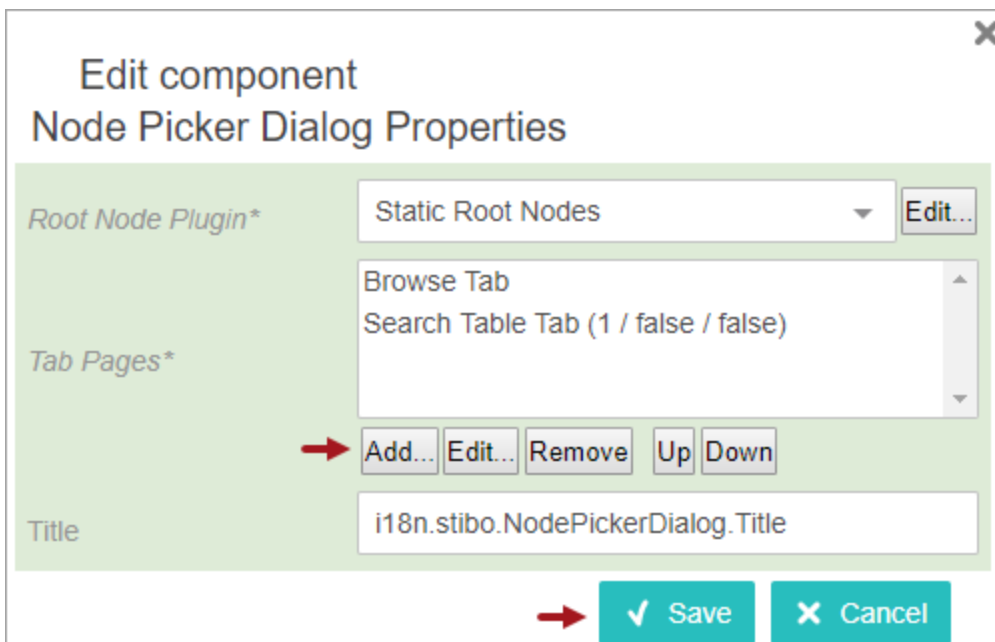 Edit component
Node Picker Dialog Properties
Root Node Plugin* Static Root Nodes Edit...
Browse Tab
Search Table Tab (1 / false / false)
Tab Pages*
Add... Edit... Remove Up Down
Title i18n.stibo.NodePickerDialog.Title
Save Cancel